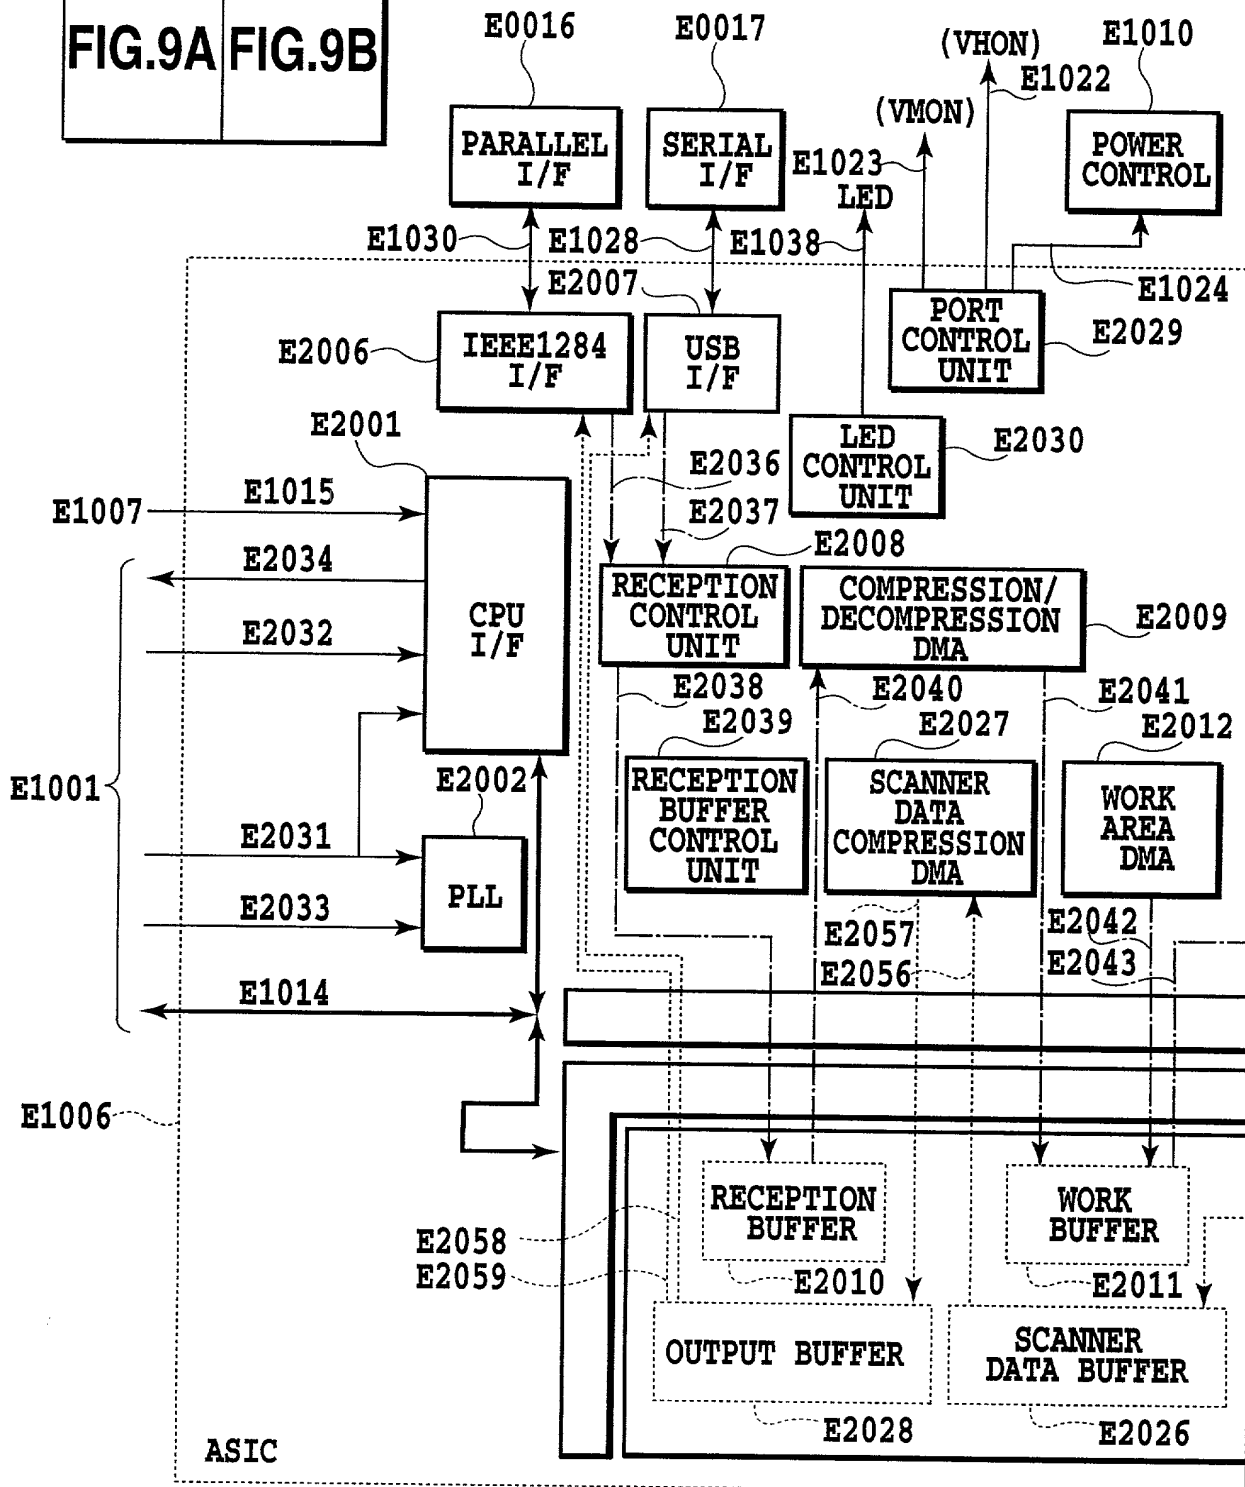 FIG.9A FIG.9B
E0016
E0017
(VHON)
E1010
E1022
(VMON)
PARALLEL
I/F
SERIAL
I/F
E1023
POWER
CONTROL
LED
E1030
E1028
E1038
E2007
E1024
E2006
IEEE1284
I/F
USB
I/F
PORT
CONTROL
UNIT
E2029
E2001
E2036
LED
CONTROL
UNIT
E2030
E1007
E1015
E2037
E2034
E2008
CPU
I/F
RECEPTION
CONTROL
UNIT
COMPRESSION/
DECOMPRESSION
DMA
E2009
E2032
E2038
E2040
E2041
E2039
E2027
E2012
E1001
E2002
RECEPTION
BUFFER
CONTROL
UNIT
SCANNER
DATA
COMPRESSION
DMA
WORK
AREA
DMA
E2031
PLL
E2033
E2057
E2042
E2056
E2043
E1014
E1006
RECEPTION
BUFFER
WORK
BUFFER
E2058
E2059
E2010
E2011
OUTPUT BUFFER
SCANNER
DATA BUFFER
E2028
E2026
ASIC